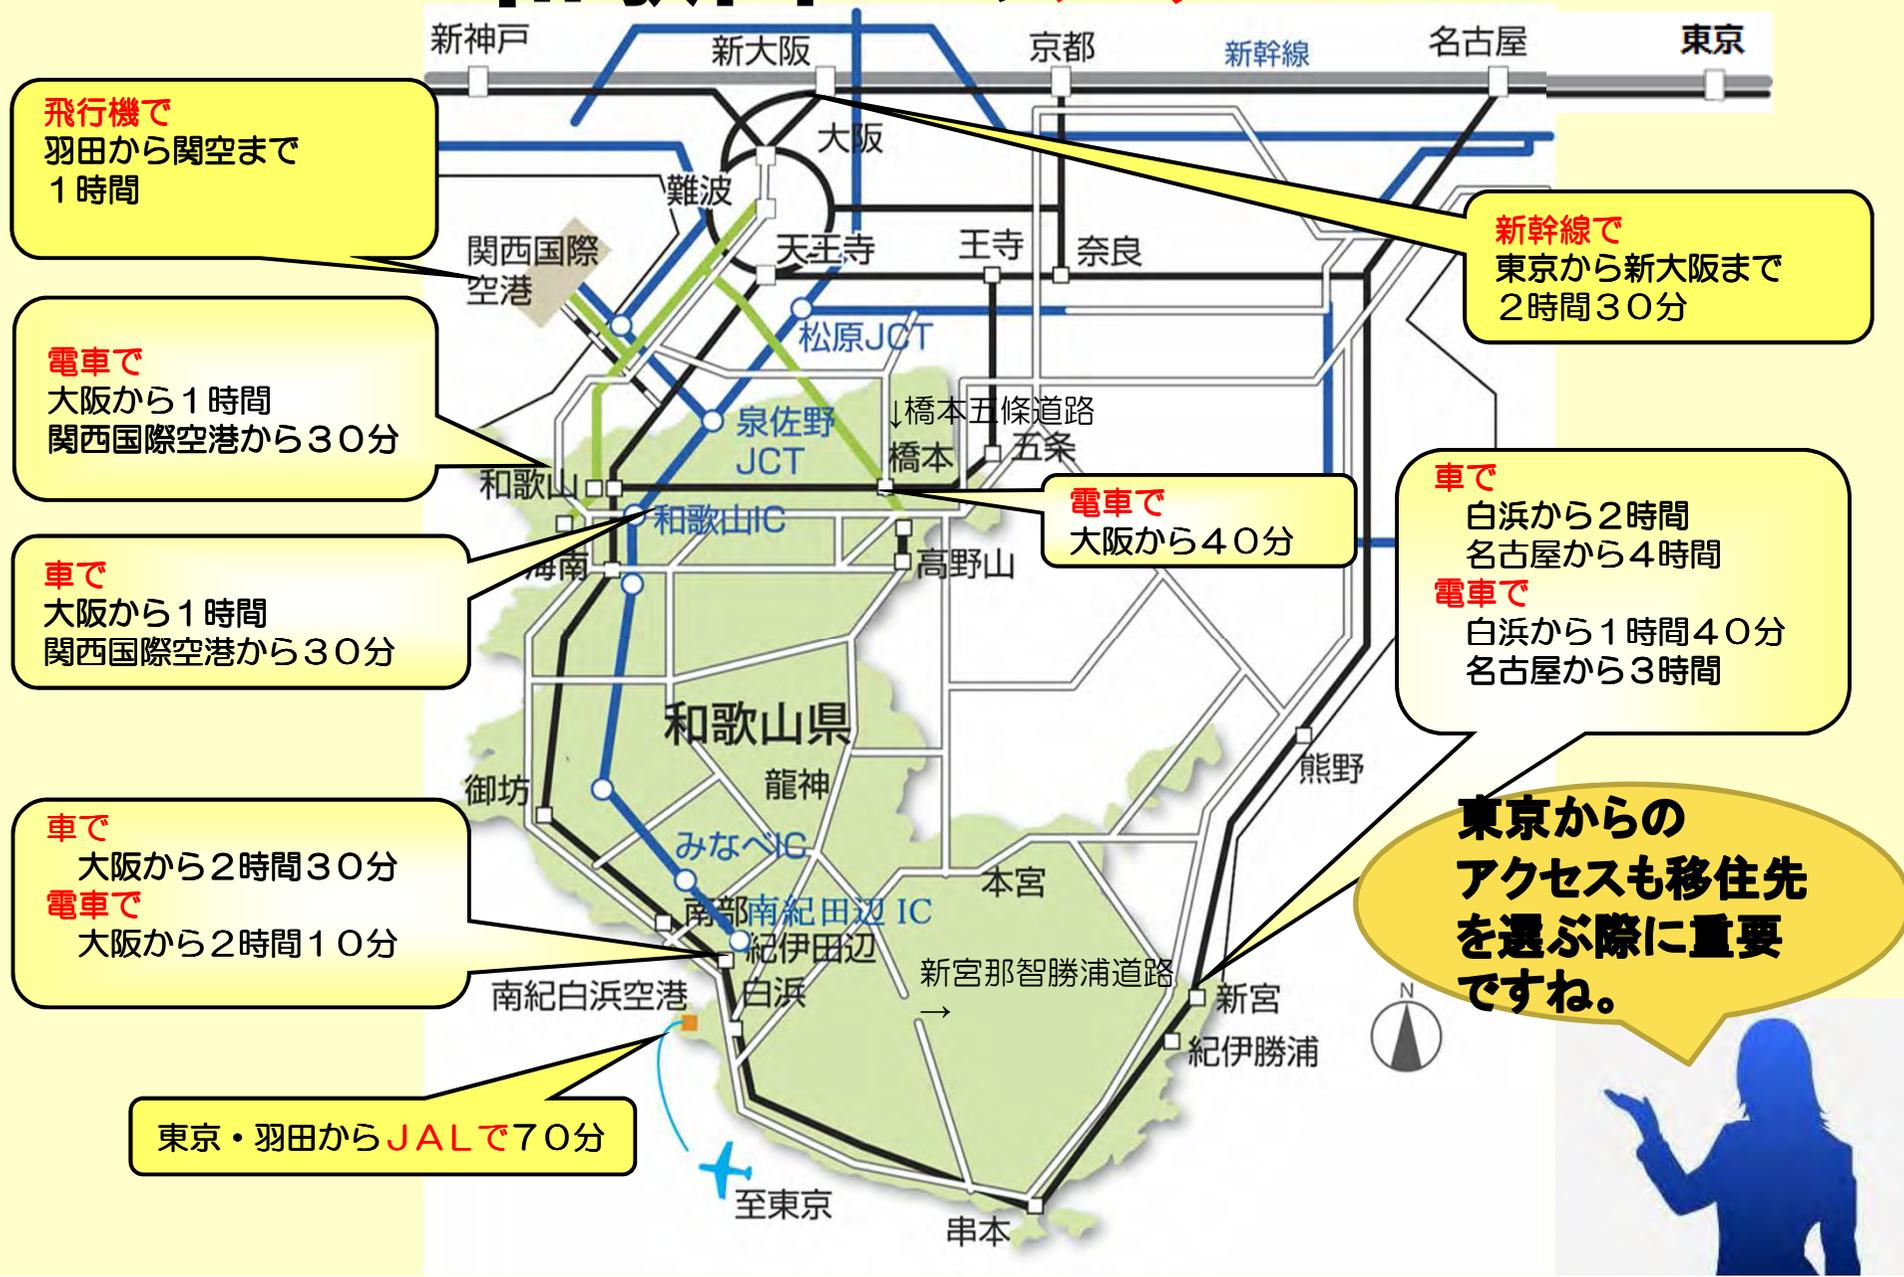 新神戸
新大阪
京都
新幹線
名古屋
東京
飛行機で
羽田から関空まで
１時間
大阪
難波
関西国際
空港
天王寺
王寺
奈良
新幹線で
東京から新大阪まで
２時間３０分
松原JCT
電車で
大阪から１時間
関西国際空港から３０分
泉佐野
JCT
↓橋本五條道路
橋本
五条
和歌山
和歌山IC
電車で
大阪から４０分
車で
白浜から２時間
名古屋から４時間
電車で
白浜から１時間４０分
名古屋から３時間
車で
大阪から１時間
関西国際空港から３０分
海南
高野山
和歌山県
龍神
御坊
熊野
車で
大阪から２時間３０分
電車で
大阪から２時間１０分
みなべIC
南部
南紀田辺 IC
紀伊田辺
本宮
東京からの
アクセスも移住先
を選ぶ際に重要
ですね。
南紀白浜空港
白浜
新宮那智勝浦道路
→
新宮
紀伊勝浦
N
東京・羽田からＪＡＬで７０分
至東京
串本